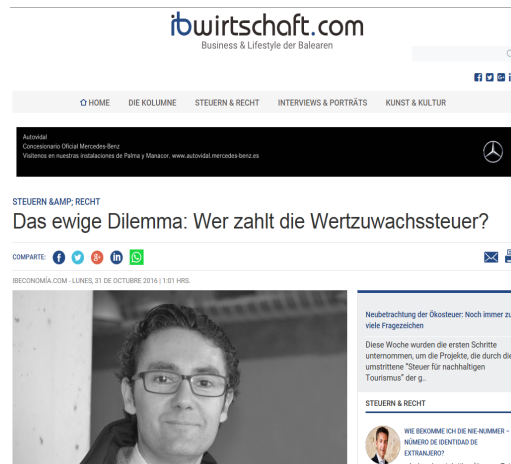 ibwirtschaft.com
Business & Lifestyle der Balearen
HOME DIE KOLUMNE STEUERN & RECHT INTERVIEWS & PORTRÄTS KUNST & KULTUR
Autovidal
Concesionario Oficial Mercedes-Benz
Visítenos en nuestras instalaciones de Palma y Manacor. www.autovidal.mercedes-benz.es
STEUERN &AMP; RECHT
Das ewige Dilemma: Wer zahlt die Wertzuwachssteuer?
COMPARTE:
IBECONOMÍA.COM - LUNES, 31 DE OCTUBRE 2016 | 1:01 HRS.
Neubetrachtung der Ökosteuer: Noch immer zu
viele Fragezeichen
Diese Woche wurden die ersten Schritte
unternommen, um die Projekte, die durch die
umstrittene "Steuer für nachhaltigen
Tourismus" der g..
STEUERN & RECHT
WIE BEKOMME ICH DIE NIE-NUMMER –
NÚMERO DE IDENTIDAD DE
EXTRANJERO?